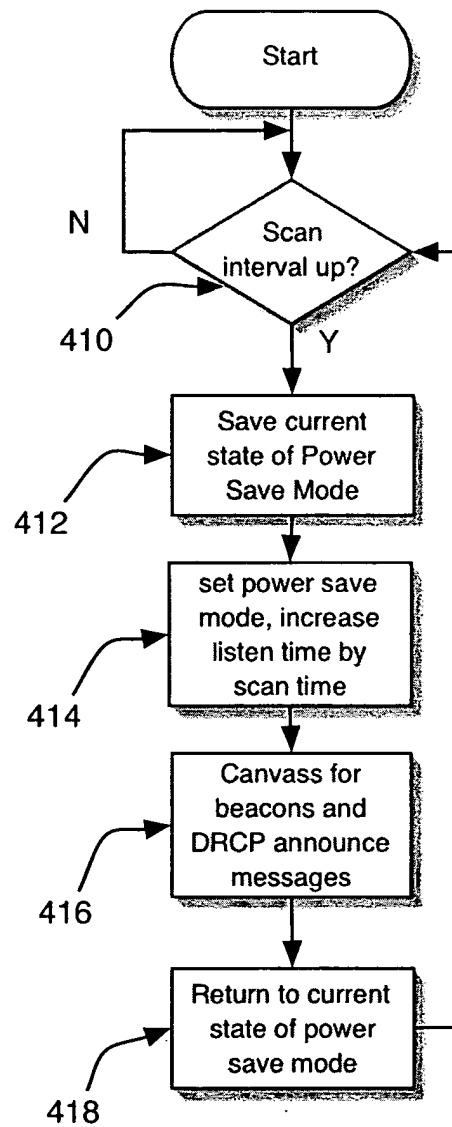 Start
N
Scan
interval up?
410
Y
Save current
state of Power
Save Mode
412
set power save
mode, increase
listen time by
scan time
414
Canvass for
beacons and
DRCP announce
messages
416
Return to current
state of power
save mode
418